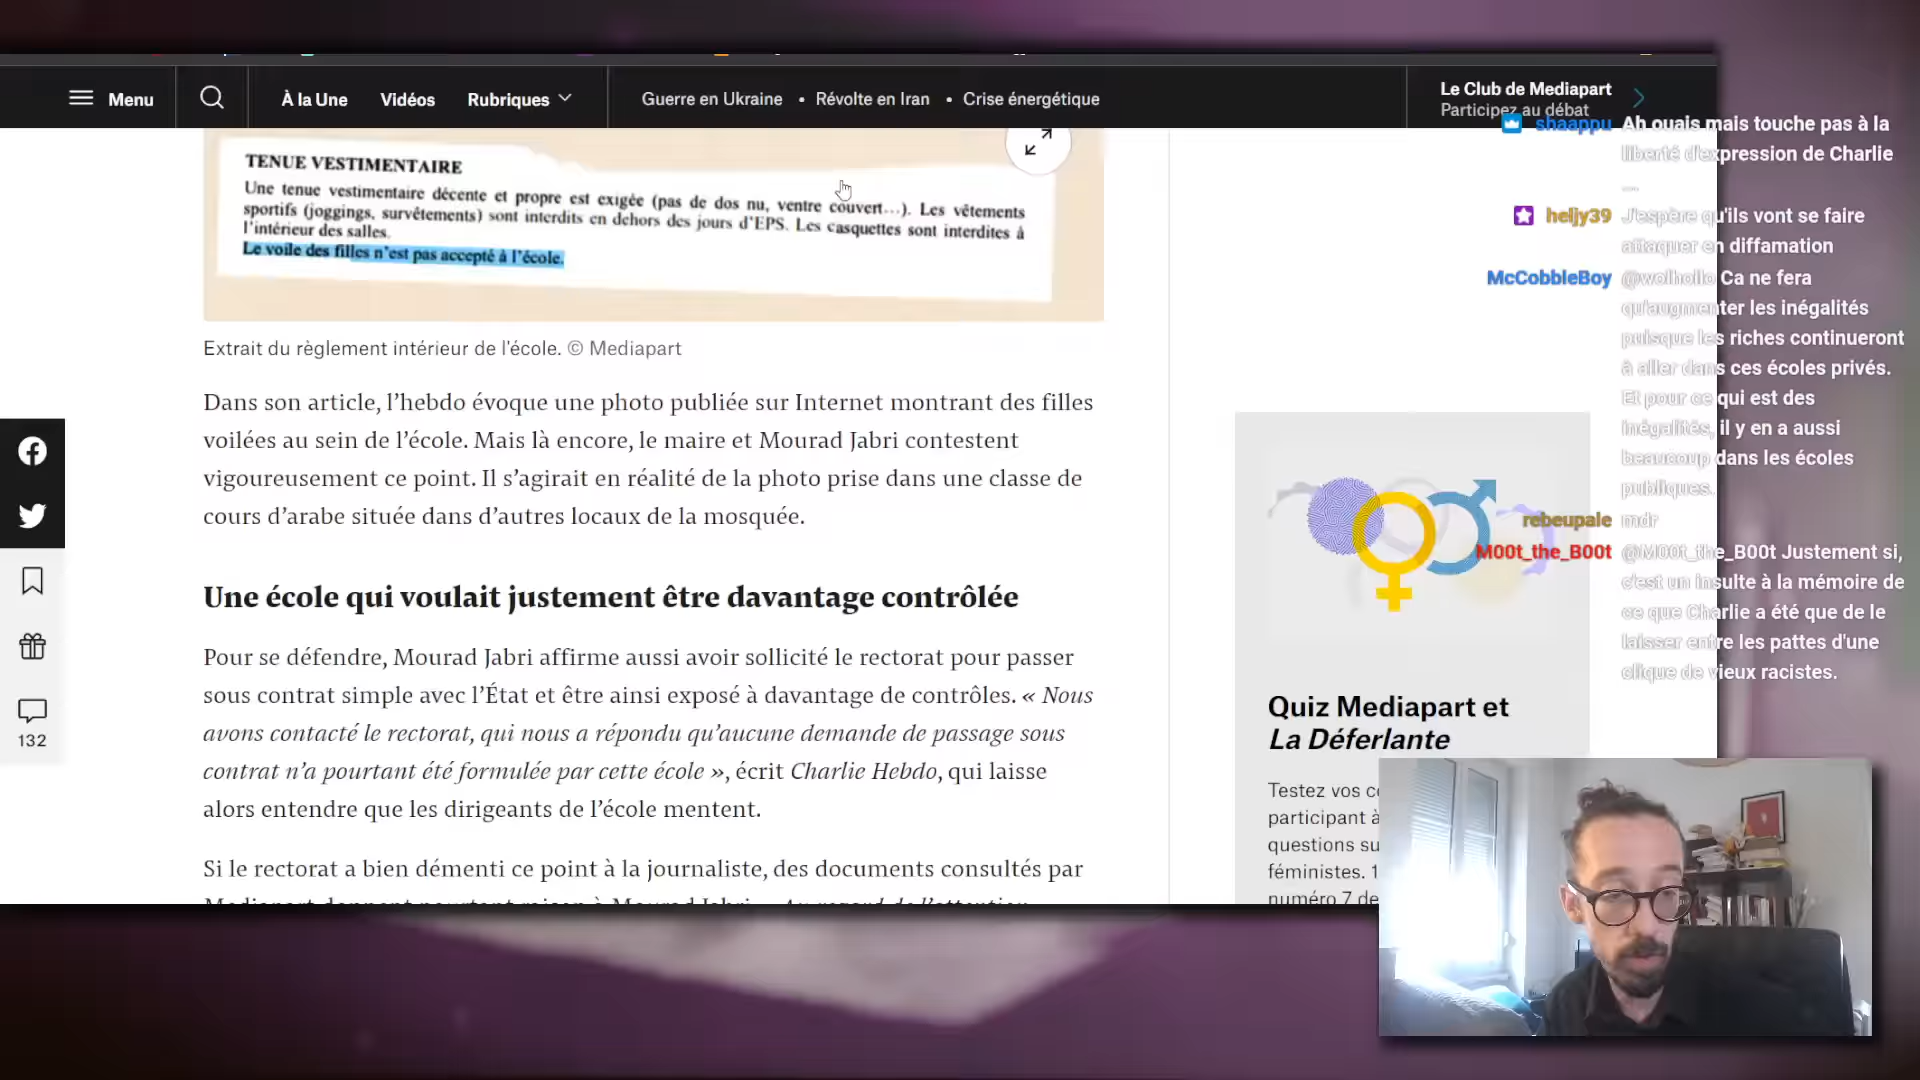 Menu
À la Une
Vidéos
Rubriques
Guerre en Ukraine • Révolte en Iran • Crise énergétique
Le Club de Mediapart
Participez au débat
TENUE VESTIMENTAIRE
Une tenue vestimentaire décente et propre est exigée (pas de dos nu, ventre couvert...). Les vêtements
sportifs (joggings, survêtements) sont interdits en dehors des jours d'EPS. Les casquettes sont interdites à
l'intérieur des salles.
Le voile des filles n'est pas accepté à l'école.
Extrait du règlement intérieur de l'école. © Mediapart
Dans son article, l'hebdo évoque une photo publiée sur Internet montrant des filles
voilées au sein de l'école. Mais là encore, le maire et Mourad Jabri contestent
vigoureusement ce point. Il s'agirait en réalité de la photo prise dans une classe de
cours d'arabe située dans d'autres locaux de la mosquée.
Une école qui voulait justement être davantage contrôlée
Pour se défendre, Mourad Jabri affirme aussi avoir sollicité le rectorat pour passer
sous contrat simple avec l'État et être ainsi exposé à davantage de contrôles. « Nous
avons contacté le rectorat, qui nous a répondu qu'aucune demande de passage sous
contrat n'a pourtant été formulée par cette école », écrit Charlie Hebdo, qui laisse
alors entendre que les dirigeants de l'école mentent.
Si le rectorat a bien démenti ce point à la journaliste, des documents consultés par
132
Quiz Mediapart et
La Déferlante
Testez vos
participant à
questions
féministes. 1
numéro 7 de
shaappu Ah ouais mais touche pas à la
liberté d'expression de Charlie
...
heljy39 J'espère qu'ils vont se faire
attaquer en diffamation
McCobbleBoy @wolhollo Ca ne fera
qu'augmenter les inégalités
puisque les riches continueront
à aller dans ces écoles privés.
Et pour ce qui est des
inégalités, il y en a aussi
beaucoup dans les écoles
publiques.
rebeupale mdr
M00t_the_B00t @M00t_the_B00t Justement si,
c'est un insulte à la mémoire de
ce que Charlie a été que de le
laisser entre les pattes d'une
clique de vieux racistes.